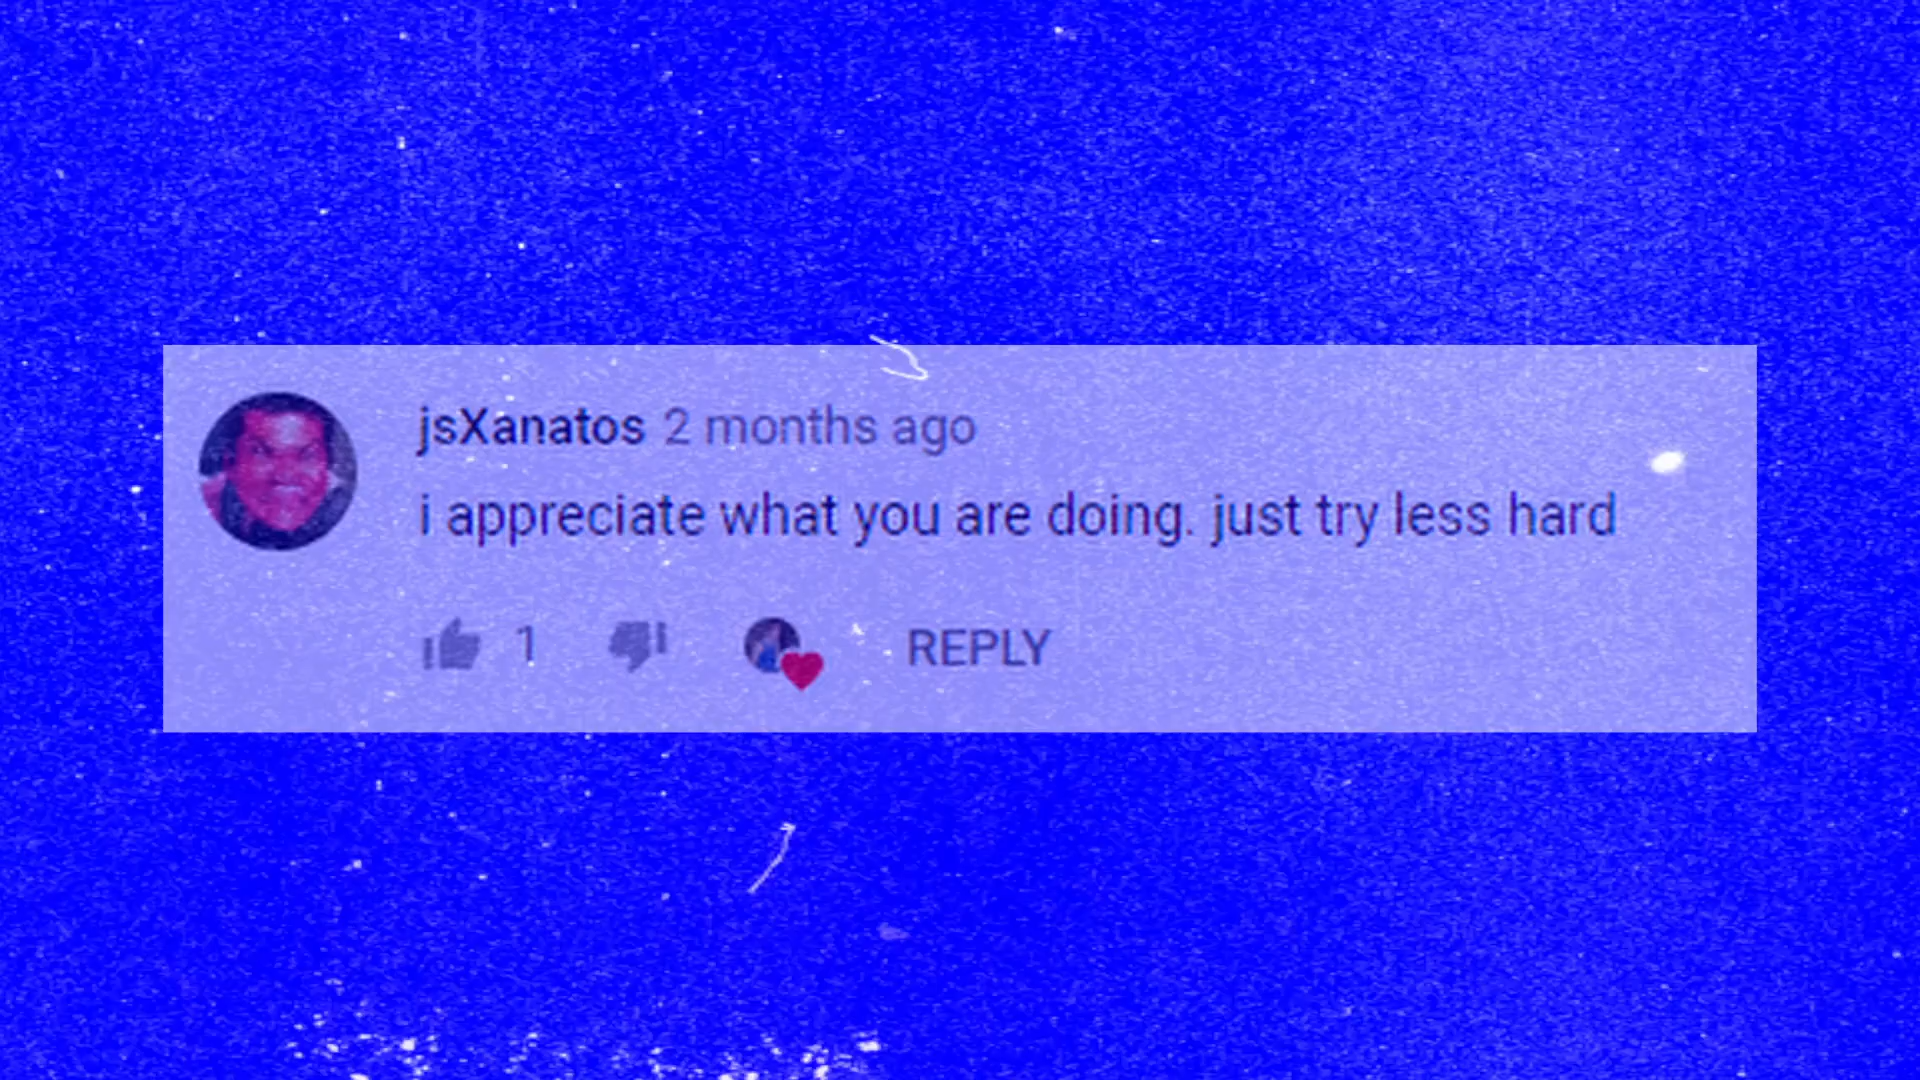 jsXanatos 2 months ago
i appreciate what you are doing. just try less hard
1 REPLY